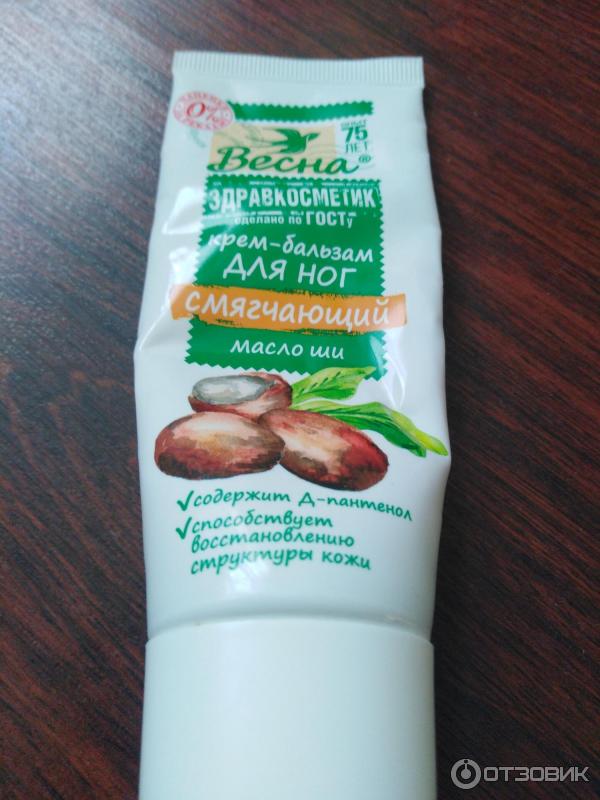 0%
75
ЛЕТ
Весна®
ЗДРАВКОСМЕТИК
сделано по ГОСТу
крем-бальзам
ДЛЯ НОГ
смягчающий
масло ши
✓содержит Д-пантенол
✓способствует
восстановлению
структуры кожи
ОТЗОВИК